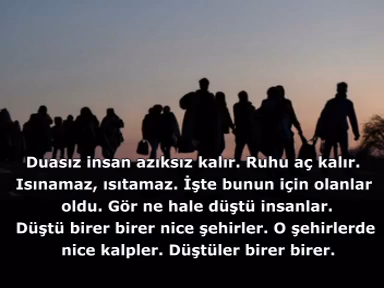 Duasız insan azıksız kalır. Ruhu aç kalır.
Isınamaz, ısıtamaz. İşte bunun için olanlar
oldu. Gör ne hale düştü insanlar.
Düştü birer birer nice şehirler. O şehirlerde
nice kalpler. Düştüler birer birer.